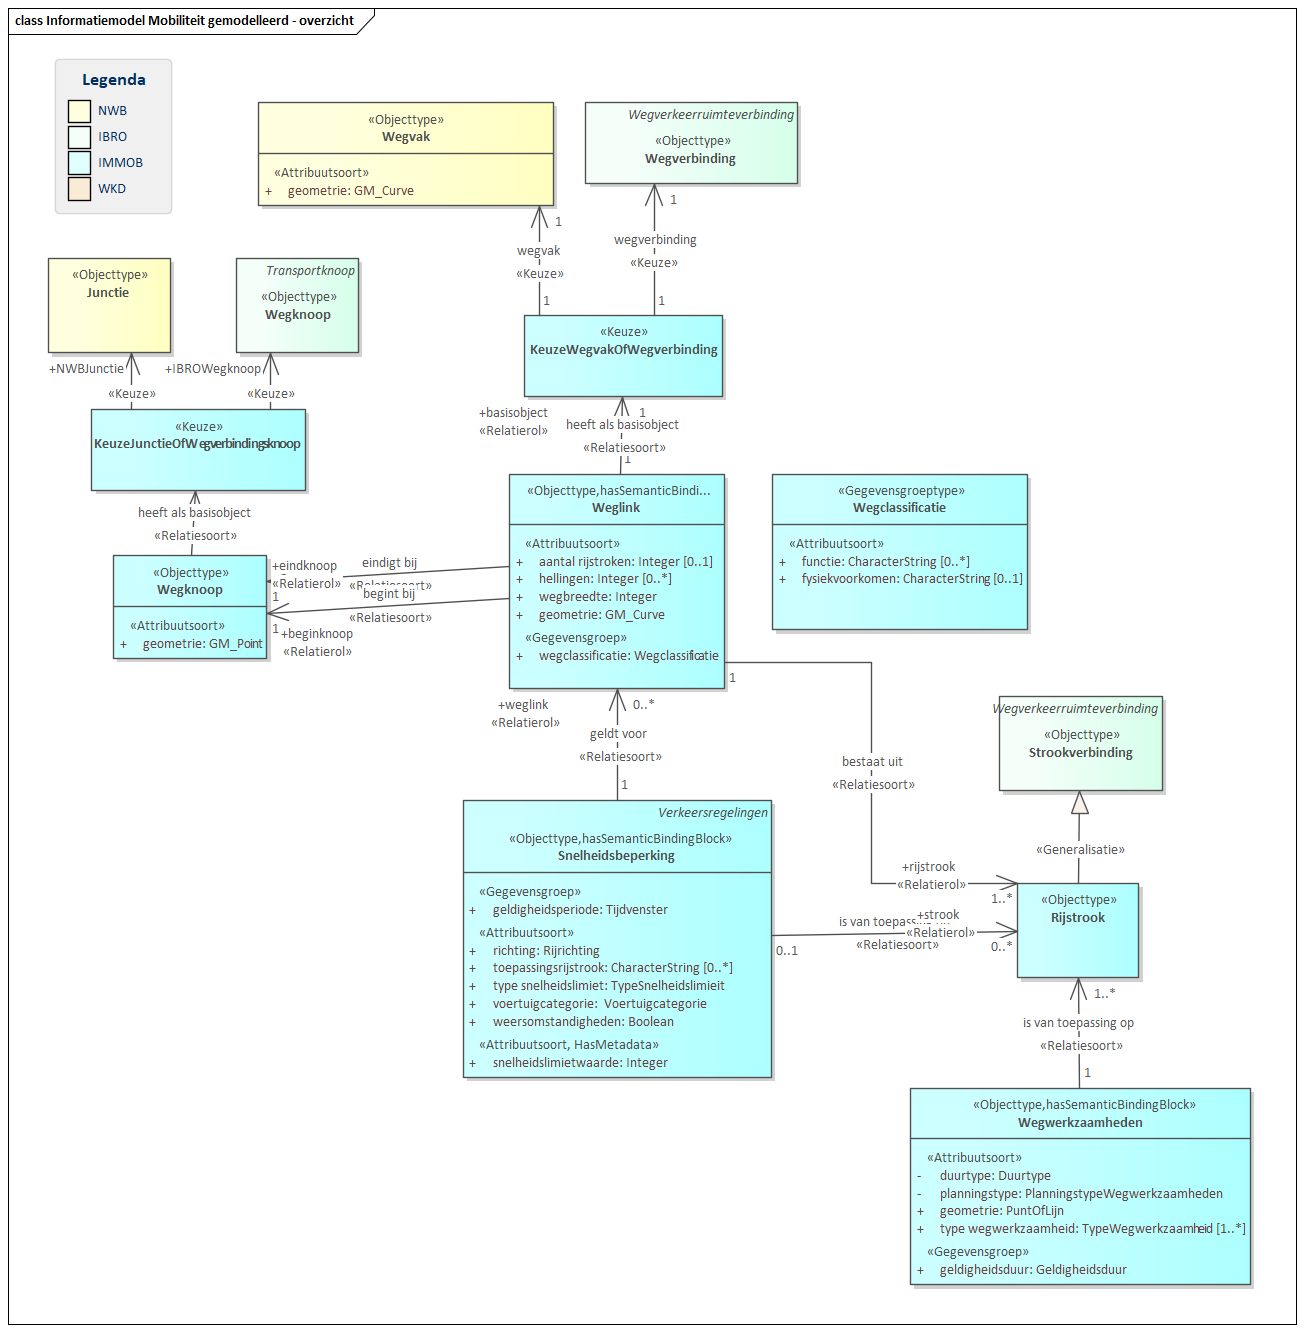 class Informatiemodel Mobiliteit gemodelleerd - overzicht
Legenda
NWB
IBRO
IMMOB
WKD
«Objecttype»
Wegvak
«Attribuutsoort»
+ geometrie: GM_Curve
Wegverkeerruimteverbinding
«Objecttype»
Wegverbinding
1
wegvak
«Keuze»
1
1
wegverbinding
«Keuze»
1
«Objecttype»
Junctie
Transportknoop
«Objecttype»
Wegknoop
+NWBJunctie
«Keuze»
+IBROWegknoop
«Keuze»
«Keuze»
KeuzeWegvakOfWegverbinding
«Keuze»
KeuzeJunctieOfWegverbindingsknoop
+basisobject
«Relatierol»
1
heeft als basisobject
«Relatiesoort»
1
heeft als basisobject
«Relatiesoort»
«Objecttype,hasSemanticBindi...
Weglink
«Attribuutsoort»
+ aantal rijstroken: Integer [0..1]
+ hellingen: Integer [0..*]
+ wegbreedte: Integer
+ geometrie: GM_Curve
«Gegevensgroep»
+ wegclassificatie: Wegclassificatie
«Gegevensgroeptype»
Wegclassificatie
«Attribuutsoort»
+ functie: CharacterString [0..*]
+ fysiekvoorkomen: CharacterString [0..1]
«Objecttype»
Wegknoop
«Attribuutsoort»
+ geometrie: GM_Point
+eindknoop
«Relatierol»
1
eindigt bij
«Relatiesoort»
begint bij
«Relatiesoort»
1
+beginknoop
«Relatierol»
+weglink
«Relatierol»
0..*
geldt voor
«Relatiesoort»
1
1
bestaat uit
«Relatiesoort»
+rijstrook
«Relatierol»
1..*
Wegverkeerruimteverbinding
«Objecttype»
Strookverbinding
«Generalisatie»
Verkeersregelingen
«Objecttype,hasSemanticBindingBlock»
Snelheidsbeperking
«Gegevensgroep»
+ geldigheidsperiode: Tijdvenster
«Attribuutsoort»
+ richting: Rijrichting
+ toepassingsrijstrook: CharacterString [0..*]
+ type snelheidslimiet: TypeSnelheidslimieit
+ voertuigcategorie: Voertuigcategorie
+ weersomstandigheden: Boolean
«Attribuutsoort, HasMetadata»
+ snelheidslimietwaarde: Integer
0..1
is van toepassing
«Relatiesoort»
+strook
«Relatierol»
0..*
«Objecttype»
Rijstrook
1..*
is van toepassing op
«Relatiesoort»
1
«Objecttype,hasSemanticBindingBlock»
Wegwerkzaamheden
«Attribuutsoort»
- duurtype: Duurtype
- planningstype: PlanningstypeWegwerkzaamheden
+ geometrie: PuntOfLijn
+ type wegwerkzaamheid: TypeWegwerkzaamheid [1..*]
«Gegevensgroep»
+ geldigheidsduur: Geldigheidsduur